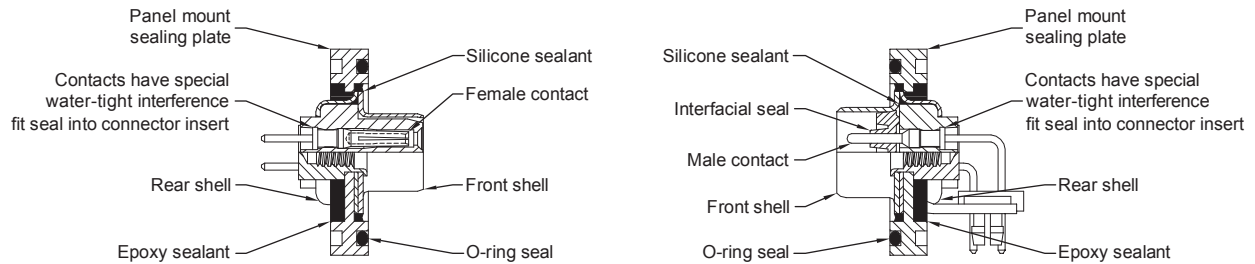 Panel mount
sealing plate
Silicone sealant
Contacts have special
water-tight interference
fit seal into connector insert
Female contact
Rear shell
Front shell
Epoxy sealant
O-ring seal
Panel mount
sealing plate
Silicone sealant
Contacts have special
water-tight interference
fit seal into connector insert
Interfacial seal
Male contact
Rear shell
Front shell
O-ring seal
Epoxy sealant